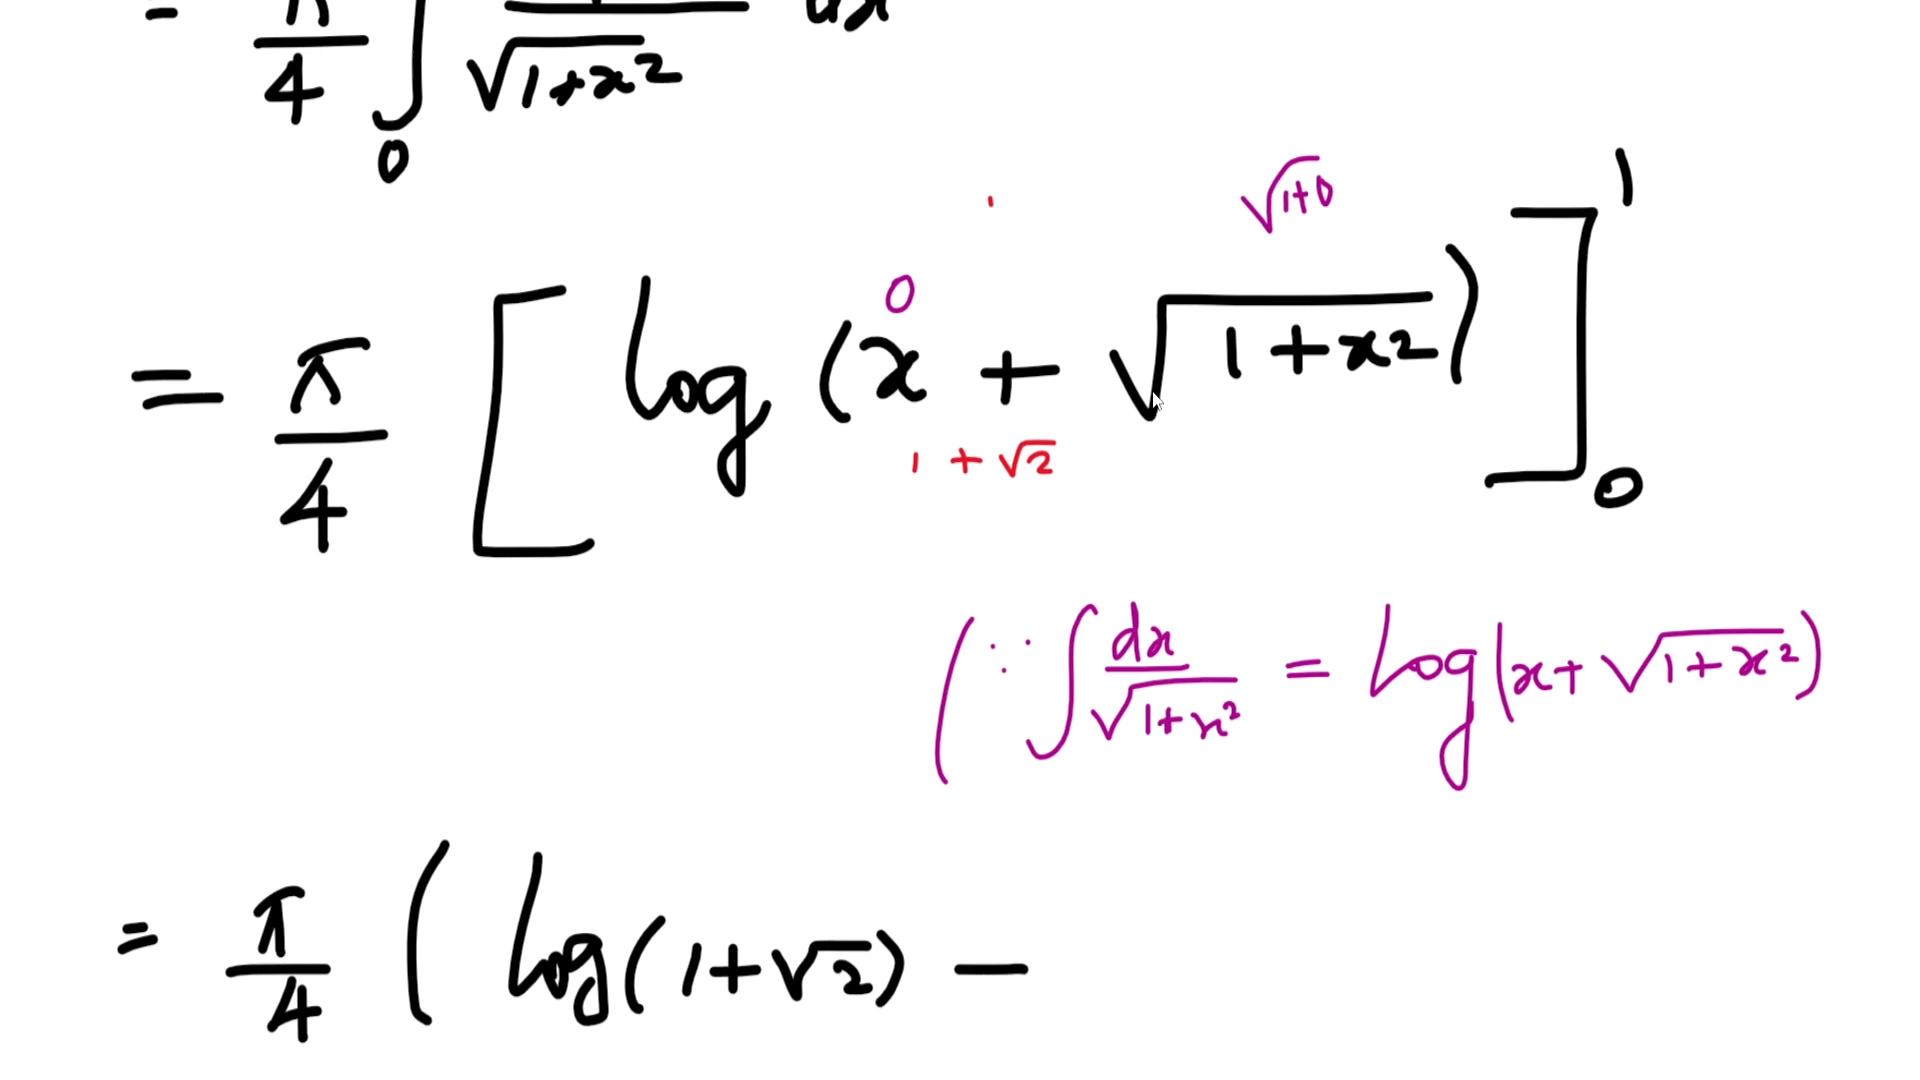 = π/4 ∫₀ 1/√(1+x²) dx
√(1+0)
0
= π/4 [ log (x + √(1+x²)) ]₀¹
1 + √2
(∵ ∫ dx/√(1+x²) = log(x+√(1+x²))
= π/4 ( log(1+√2) −